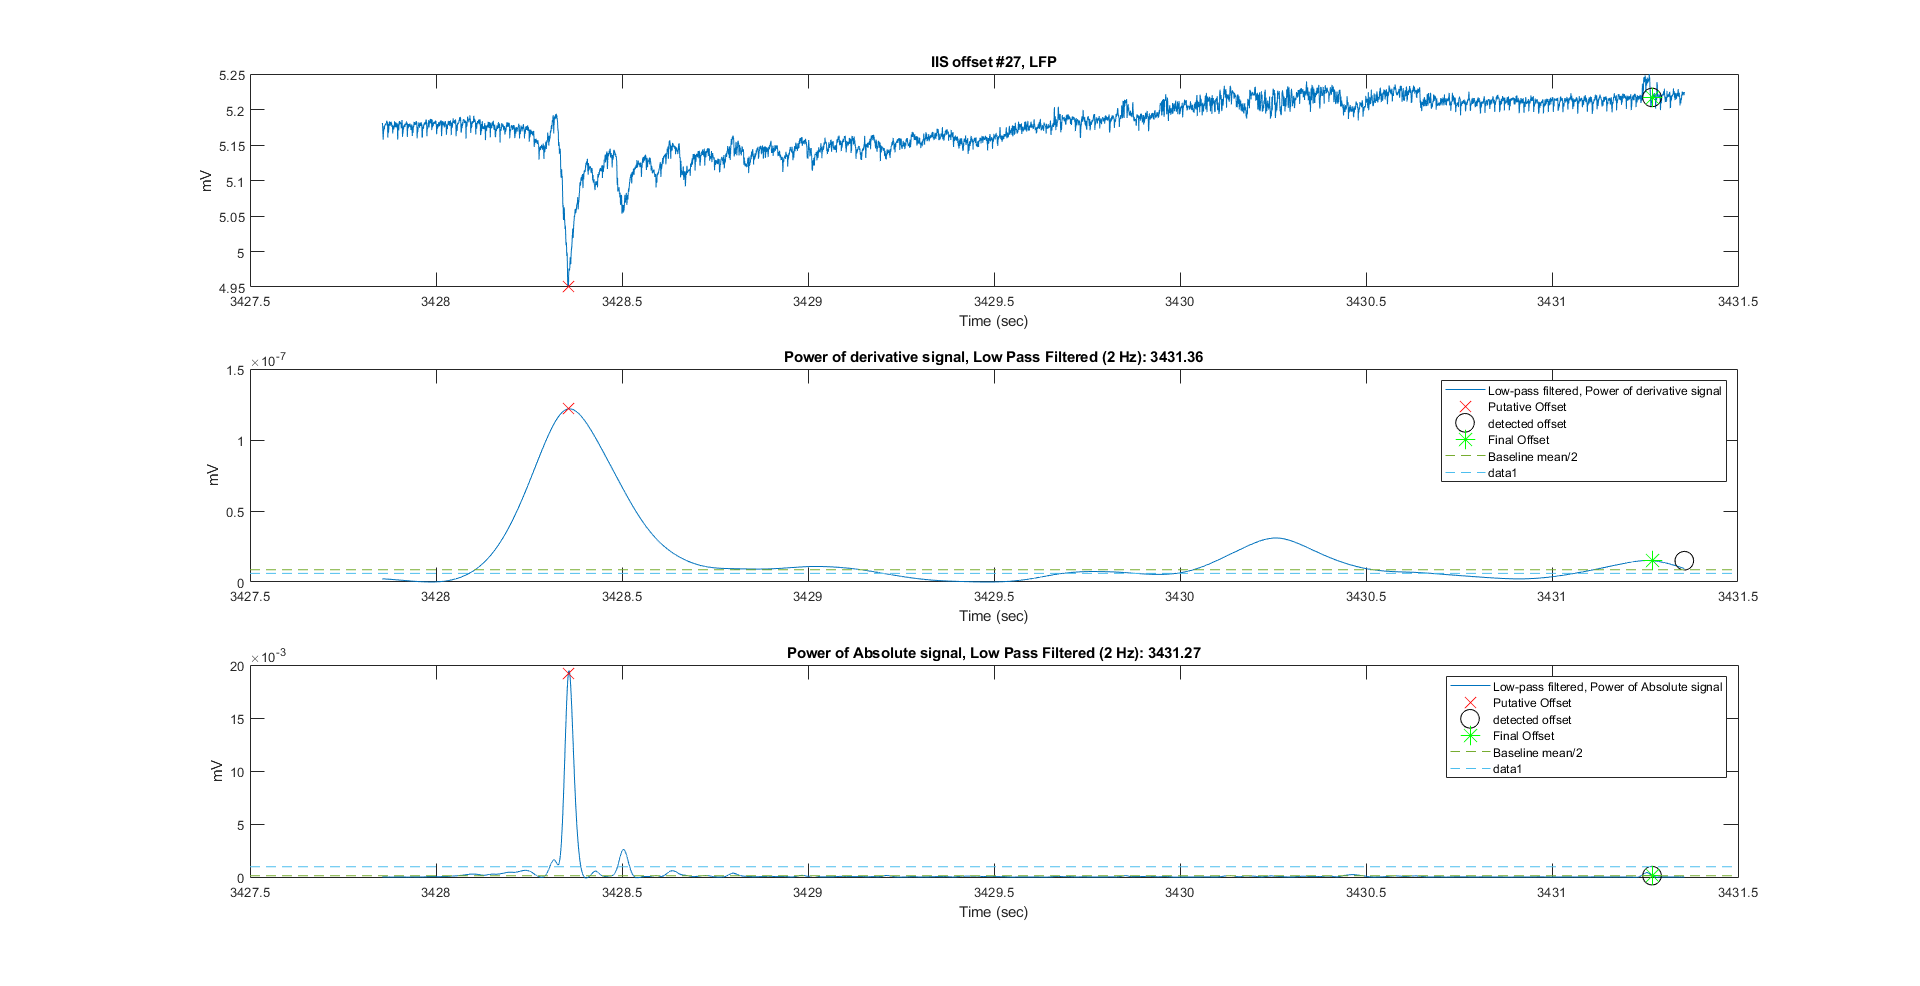 IIS offset #27, LFP
5.25
5.2
5.15
5.1
5.05
5
4.95
mV
3427.5 3428 3428.5 3429 3429.5 3430 3430.5 3431 3431.5
Time (sec)
Power of derivative signal, Low Pass Filtered (2 Hz): 3431.36
×10-7
1.5
1
0.5
0
mV
Low-pass filtered, Power of derivative signal
Putative Offset
detected offset
Final Offset
Baseline mean/2
data1
3427.5 3428 3428.5 3429 3429.5 3430 3430.5 3431 3431.5
Time (sec)
Power of Absolute signal, Low Pass Filtered (2 Hz): 3431.27
×10-3
20
15
10
5
0
mV
Low-pass filtered, Power of Absolute signal
Putative Offset
detected offset
Final Offset
Baseline mean/2
data1
3427.5 3428 3428.5 3429 3429.5 3430 3430.5 3431 3431.5
Time (sec)